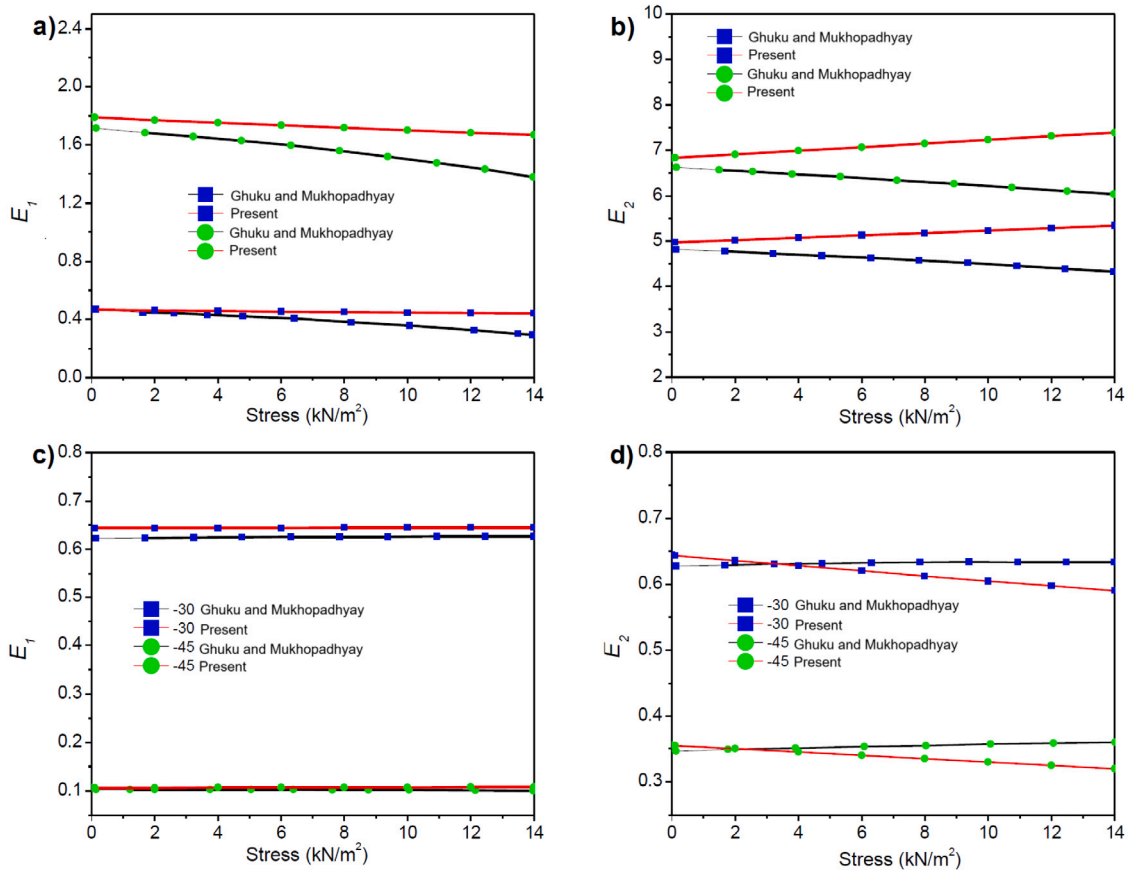 a)
2.4
2.0
1.6
1.2
0.8
0.4
0.0
E1
Ghuku and Mukhopadhyay
Present
Ghuku and Mukhopadhyay
Present
0 2 4 6 8 10 12 14
Stress (kN/m²)
b)
10
9
8
7
6
5
4
3
2
E2
Ghuku and Mukhopadhyay
Present
Ghuku and Mukhopadhyay
Present
0 2 4 6 8 10 12 14
Stress (kN/m²)
c)
0.8
0.7
0.6
0.5
0.4
0.3
0.2
0.1
E1
-30 Ghuku and Mukhopadhyay
-30 Present
-45 Ghuku and Mukhopadhyay
-45 Present
0 2 4 6 8 10 12 14
Stress (kN/m²)
d)
0.8
0.7
0.6
0.5
0.4
0.3
E2
-30 Ghuku and Mukhopadhyay
-30 Present
-45 Ghuku and Mukhopadhyay
-45 Present
0 2 4 6 8 10 12 14
Stress (kN/m²)